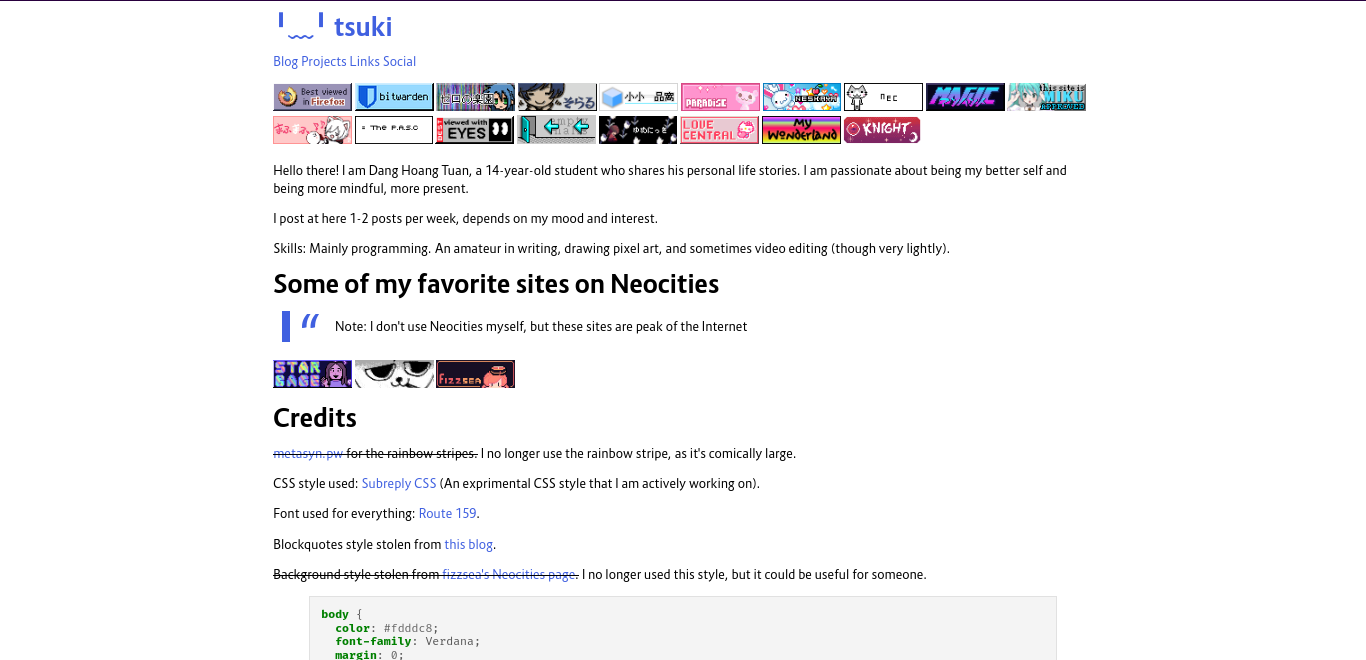 tsuki
Blog Projects Links Social
Best viewed
in Firefox
bitwarden
そらる
小小 品窩
PARADISE
NEC
MAGIC
this site is
MIKU
APPROVED
= The P.A.S.C
viewed with
EYES
simply
ゆめにっき
LOVE
CENTRAL
My
Wonderland
KNIGHT
Hello there! I am Dang Hoang Tuan, a 14-year-old student who shares his personal life stories. I am passionate about being my better self and
being more mindful, more present.
I post at here 1-2 posts per week, depends on my mood and interest.
Skills: Mainly programming. An amateur in writing, drawing pixel art, and sometimes video editing (though very lightly).
Some of my favorite sites on Neocities
“ Note: I don't use Neocities myself, but these sites are peak of the Internet
STAR
FIZZSEA
Credits
metasyn.pw for the rainbow stripes. I no longer use the rainbow stripe, as it's comically large.
CSS style used: Subreply CSS (An exprimental CSS style that I am actively working on).
Font used for everything: Route 159.
Blockquotes style stolen from this blog.
Background style stolen from fizzsea's Neocities page. I no longer used this style, but it could be useful for someone.
body {
color: #fdddc8;
font-family: Verdana;
margin: 0;